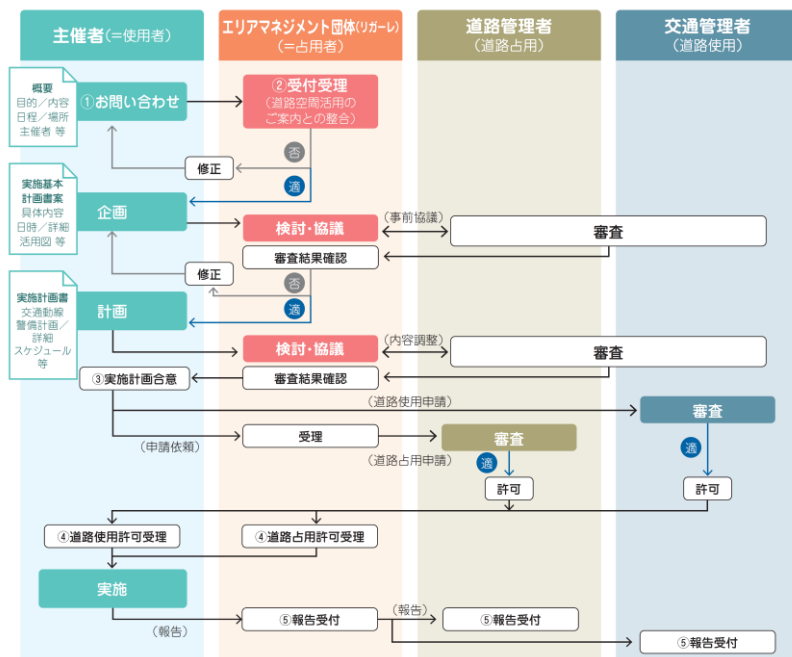 主催者(=使用者)
エリアマネジメント団体(リガーレ)
(=占用者)
道路管理者
(道路占用)
交通管理者
(道路使用)
概要
目的／内容
日程／場所
主催者 等
①お問い合わせ
②受付受理
(道路空間活用の
ご案内との整合)
否
修正
適
実施基本
計画書案
具体内容
日時／詳細
活用図 等
企画
検討・協議
(事前協議)
審査
審査結果確認
修正
否
適
実施計画書
交通動線
警備計画／
詳細
スケジュール
等
計画
検討・協議
(内容調整)
審査
③実施計画合意
審査結果確認
(道路使用申請)
審査
(申請依頼)
受理
(道路占用申請)
審査
適
適
許可
許可
④道路使用許可受理
④道路占用許可受理
実施
(報告)
⑤報告受付
(報告)
⑤報告受付
⑤報告受付